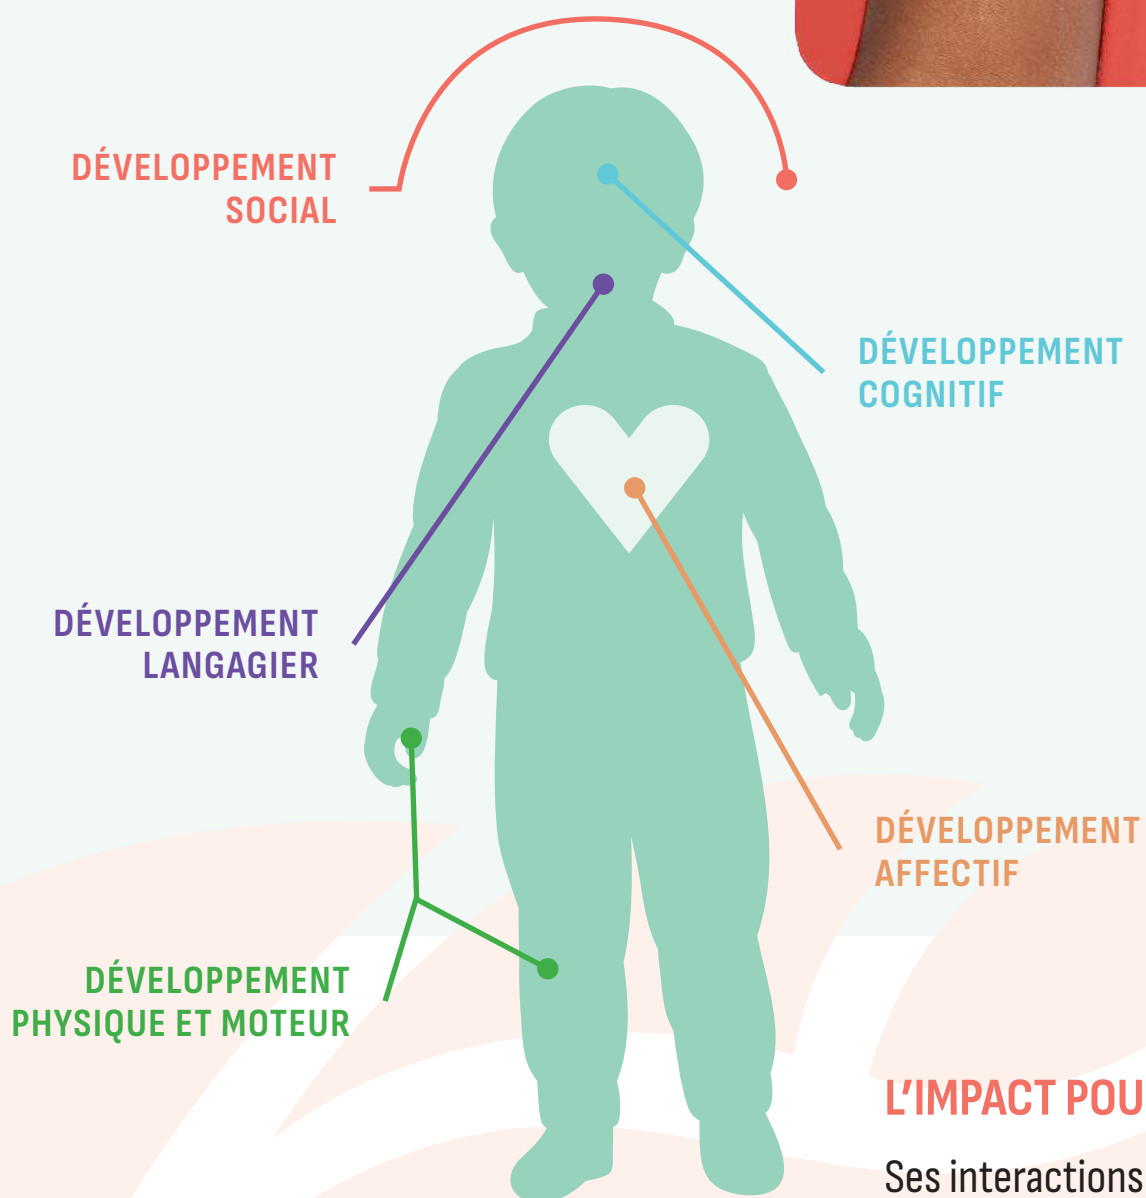 DÉVELOPPEMENT
SOCIAL
DÉVELOPPEMENT
COGNITIF
DÉVELOPPEMENT
LANGAGIER
DÉVELOPPEMENT
AFFECTIF
DÉVELOPPEMENT
PHYSIQUE ET MOTEUR
L'IMPACT POU
Ses interactions